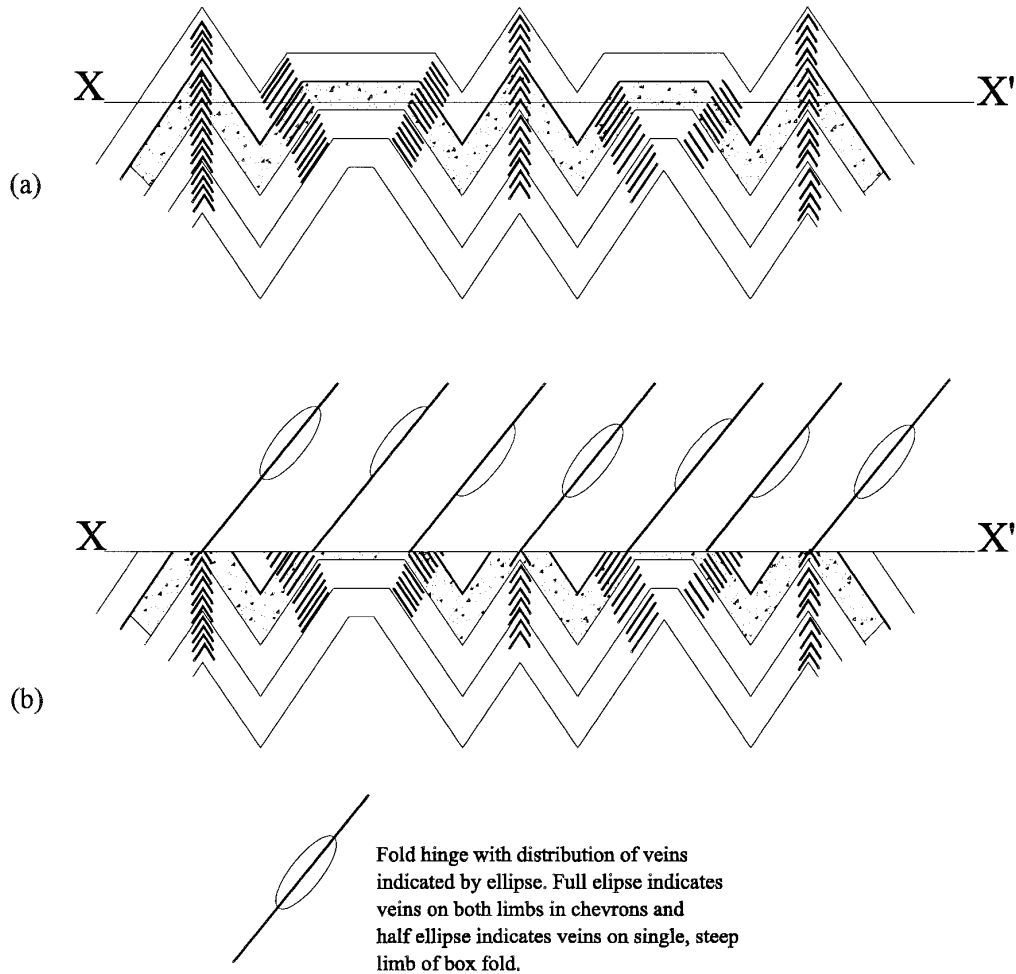 X X'
(a)
X X'
(b)
Fold hinge with distribution of veins
indicated by ellipse. Full elipse indicates
veins on both limbs in chevrons and
half ellipse indicates veins on single, steep
limb of box fold.